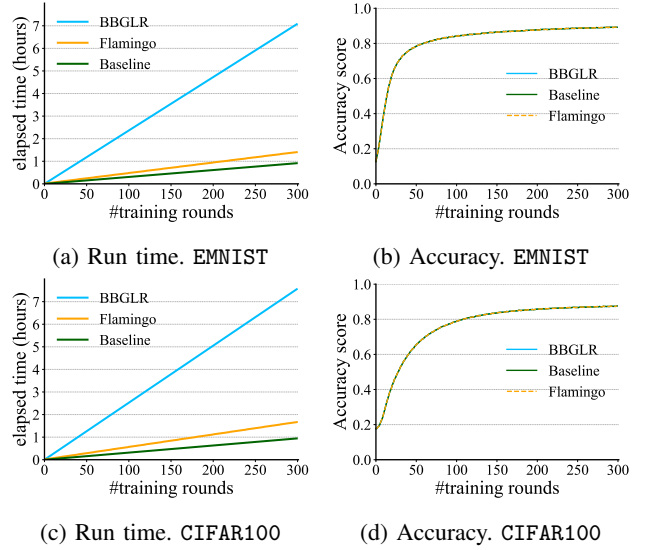 elapsed time (hours)
7
6
5
4
3
2
1
0
BBGLR
Flamingo
Baseline
0 50 100 150 200 250 300
#training rounds
(a) Run time. EMNIST
Accuracy score
1.0
0.8
0.6
0.4
0.2
0.0
BBGLR
Baseline
Flamingo
0 50 100 150 200 250 300
#training rounds
(b) Accuracy. EMNIST
elapsed time (hours)
7
6
5
4
3
2
1
0
BBGLR
Flamingo
Baseline
0 50 100 150 200 250 300
#training rounds
(c) Run time. CIFAR100
Accuracy score
1.0
0.8
0.6
0.4
0.2
0.0
BBGLR
Baseline
Flamingo
0 50 100 150 200 250 300
#training rounds
(d) Accuracy. CIFAR100